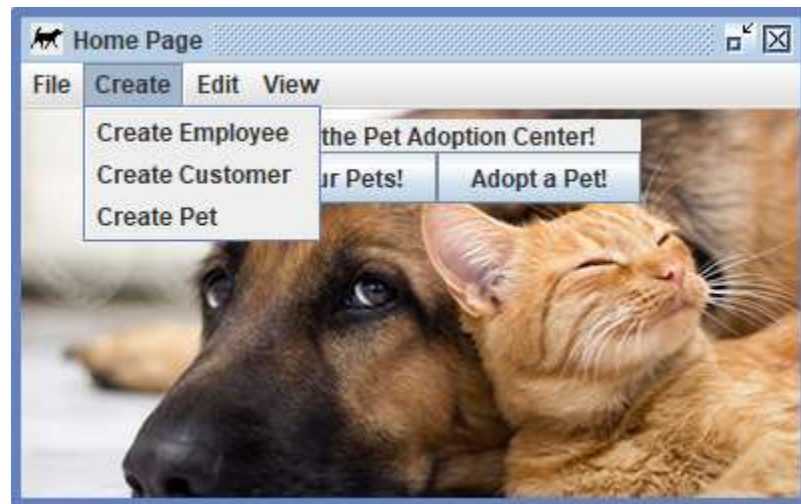 Home Page
File Create Edit View
Create Employee
Create Customer
Create Pet
the Pet Adoption Center!
Pets! Adopt a Pet!